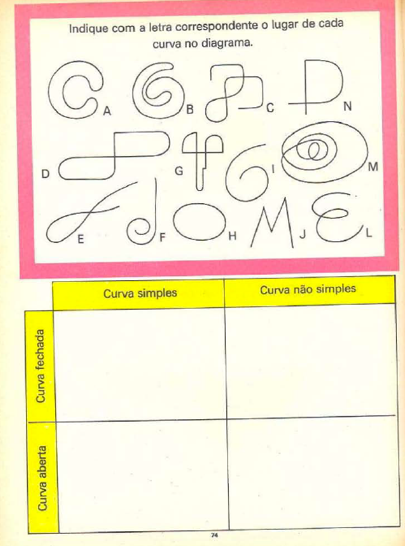 Indique com a letra correspondente o lugar de cada
curva no diagrama.
A
B
C
N
D
G
I
M
E
F
H
J
L
Curva simples
Curva não simples
Curva fechada
Curva aberta
74